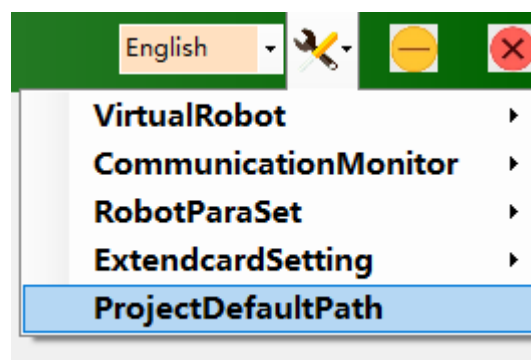 English
VirtualRobot
CommunicationMonitor
RobotParaSet
ExtendcardSetting
ProjectDefaultPath